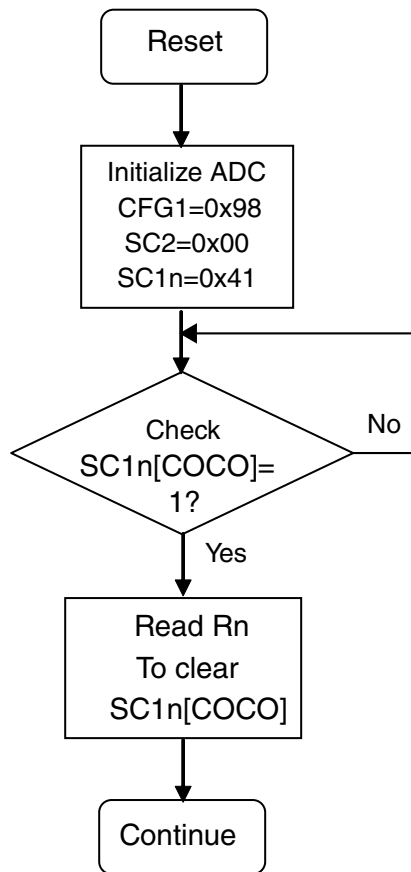 Reset
Initialize ADC
CFG1=0x98
SC2=0x00
SC1n=0x41
Check
SC1n[COCO]=
1?
No
Yes
Read Rn
To clear
SC1n[COCO]
Continue